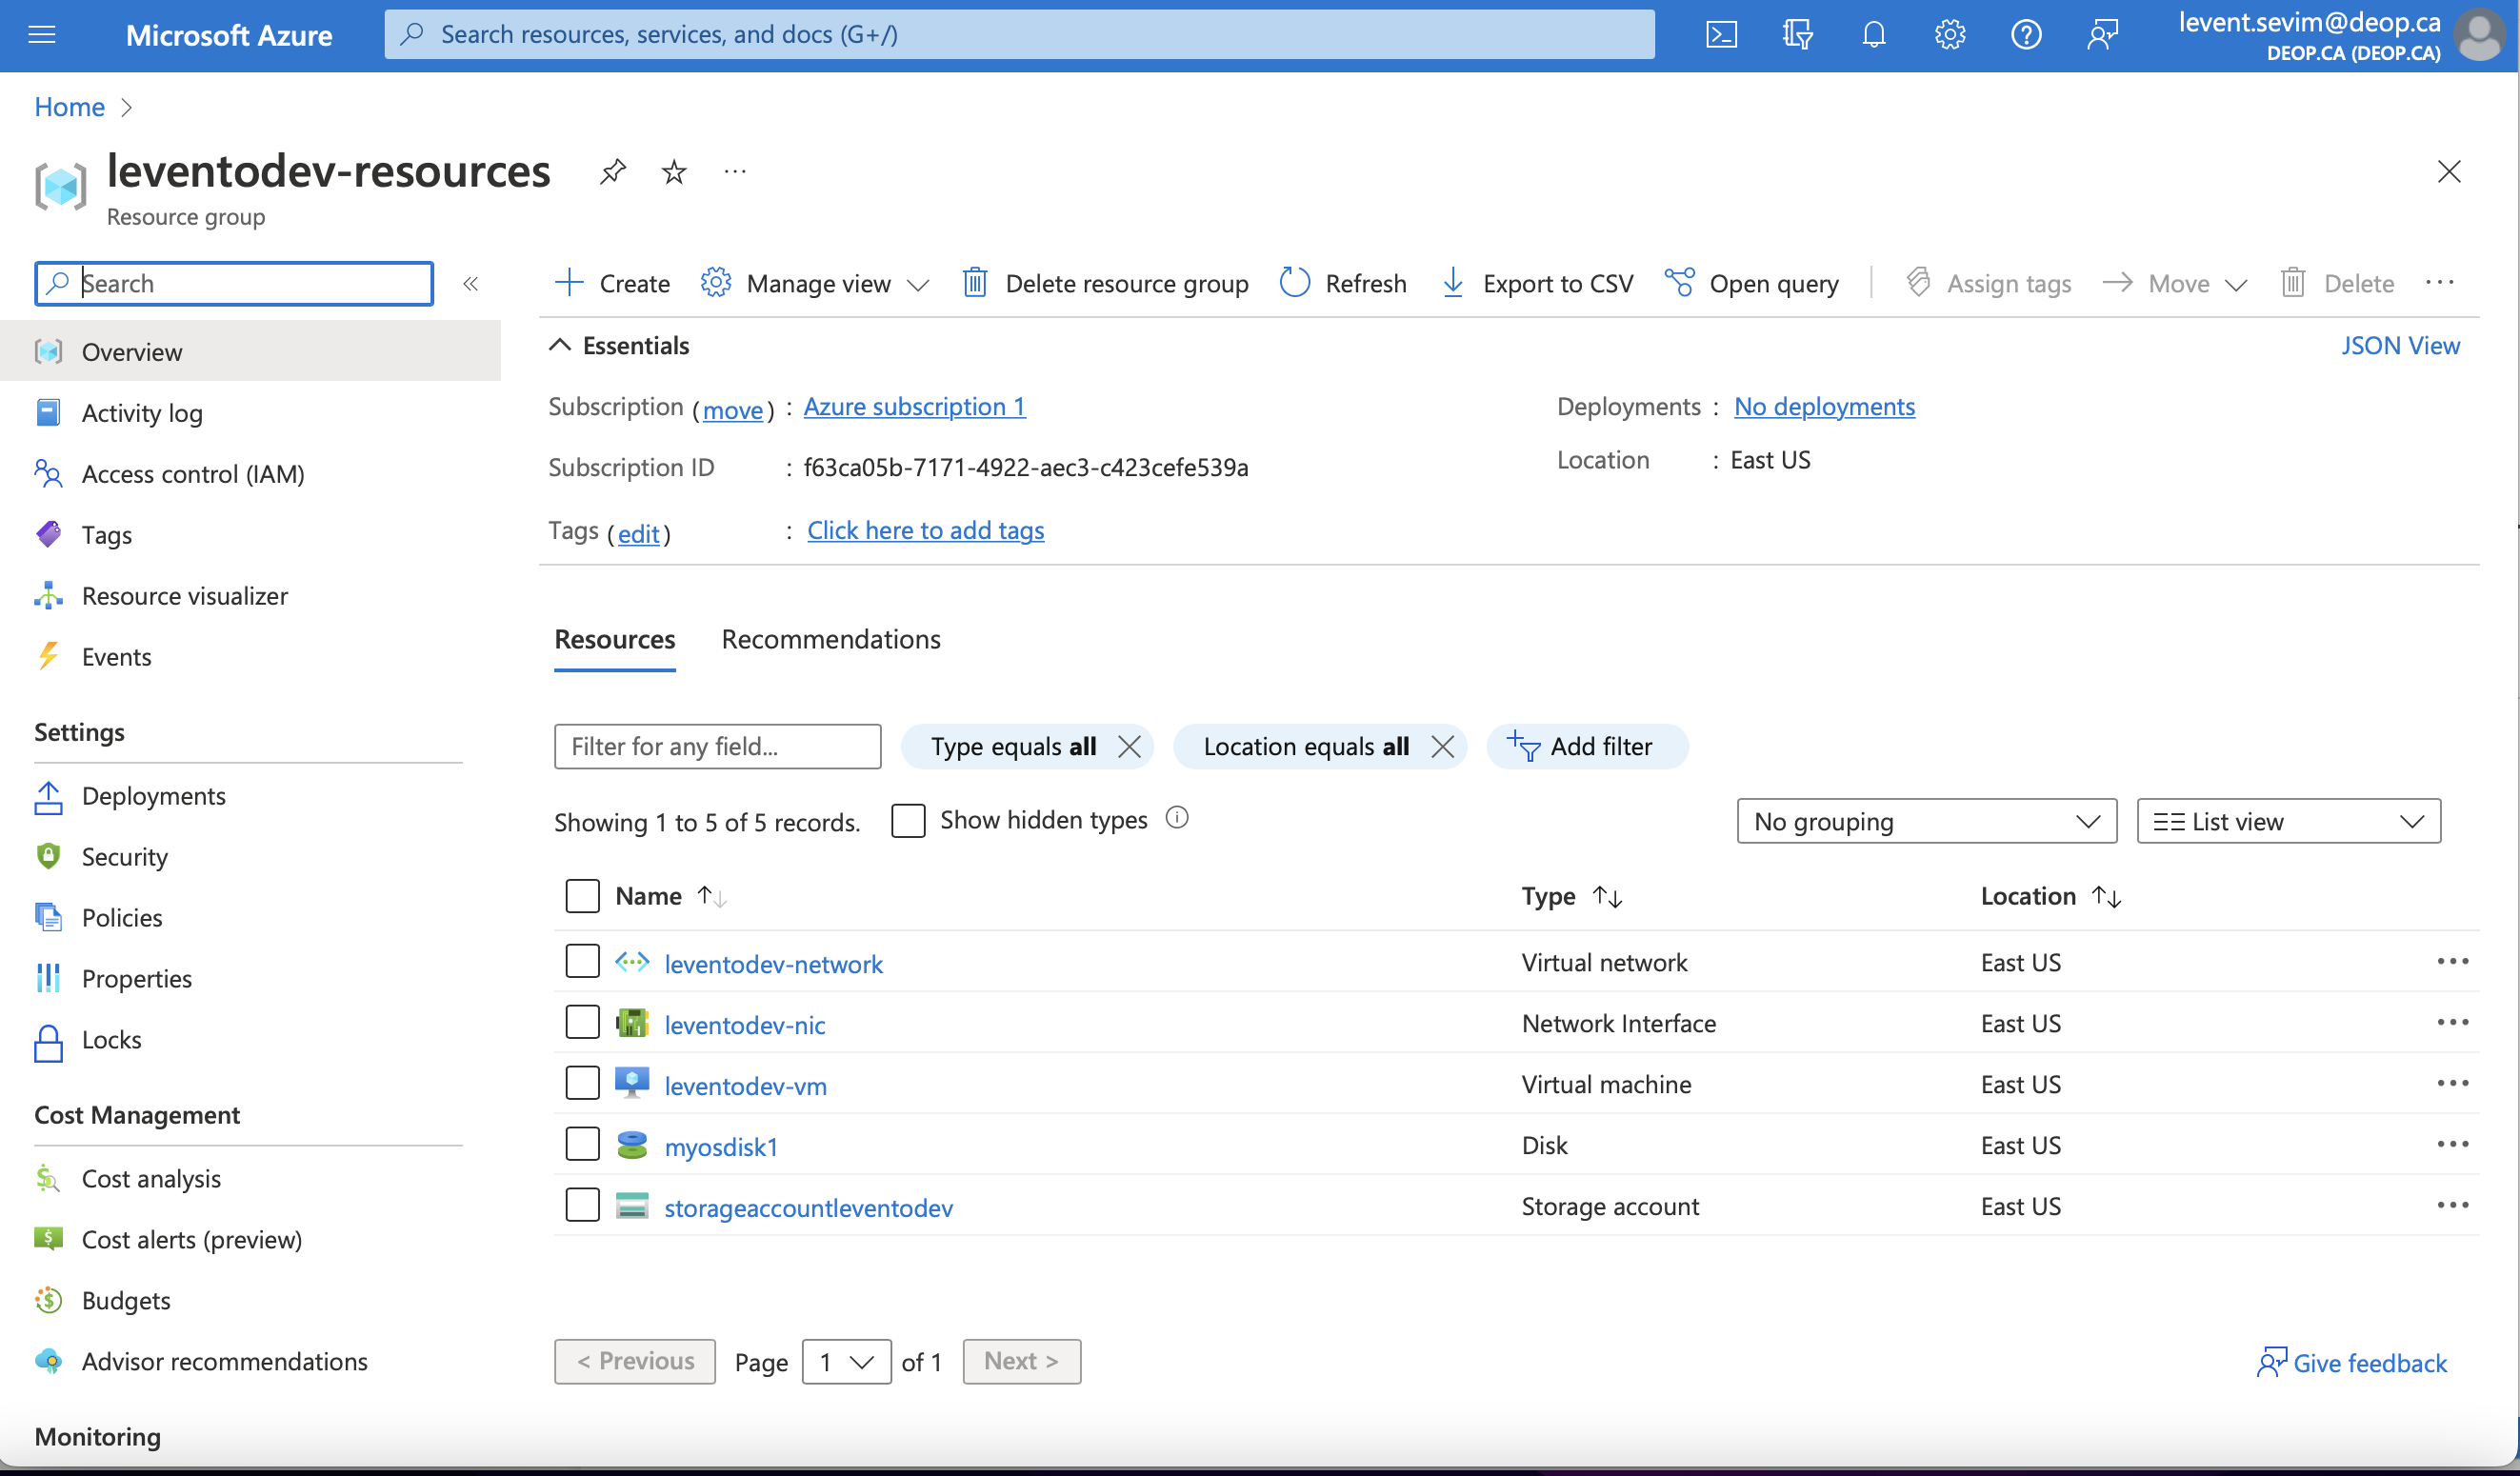 Microsoft Azure
Search resources, services, and docs (G+/)
levent.sevim@deop.ca
DEOP.CA (DEOP.CA)
Home
leventodev-resources
Resource group
Search
Overview
Activity log
Access control (IAM)
Tags
Resource visualizer
Events
Settings
Deployments
Security
Policies
Properties
Locks
Cost Management
Cost analysis
Cost alerts (preview)
Budgets
Advisor recommendations
Monitoring
Create Manage view Delete resource group Refresh Export to CSV Open query Assign tags Move Delete
Essentials
JSON View
Subscription (move) : Azure subscription 1
Subscription ID : f63ca05b-7171-4922-aec3-c423cefe539a
Tags (edit) : Click here to add tags
Deployments : No deployments
Location : East US
Resources Recommendations
Filter for any field... Type equals all Location equals all Add filter
Showing 1 to 5 of 5 records. Show hidden types No grouping List view
Name Type Location
leventodev-network Virtual network East US
leventodev-nic Network Interface East US
leventodev-vm Virtual machine East US
myosdisk1 Disk East US
storageaccountleventodev Storage account East US
< Previous Page 1 of 1 Next >
Give feedback